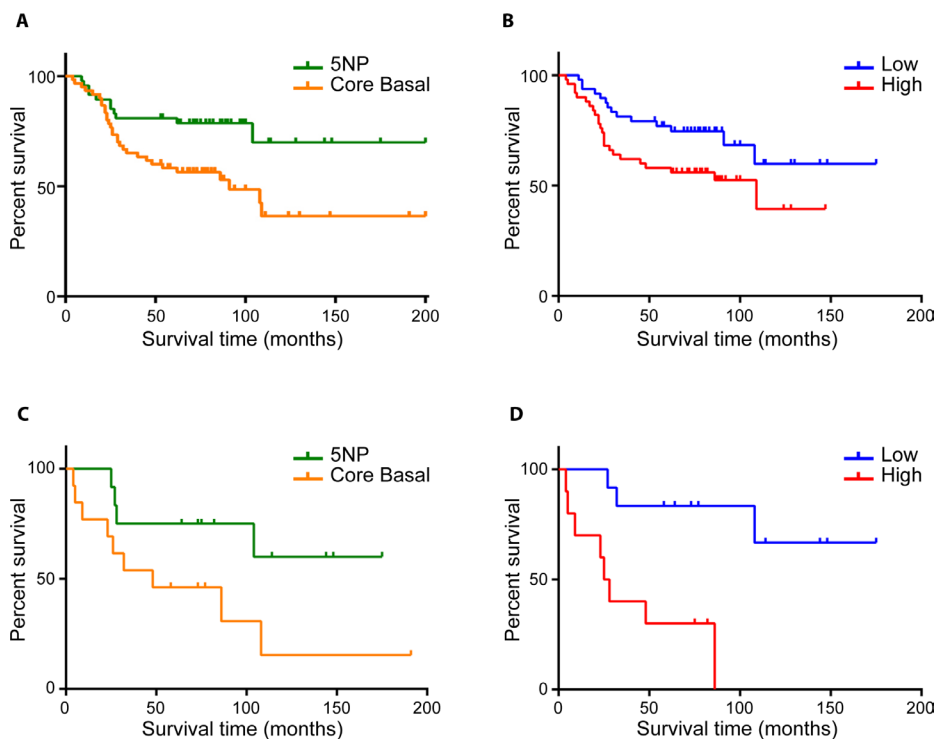 A
5NP
Core Basal
100
50
0
Percent survival
0 50 100 150 200
Survival time (months)
B
Low
High
100
50
0
Percent survival
0 50 100 150 200
Survival time (months)
C
5NP
Core Basal
100
50
0
Percent survival
0 50 100 150 200
Survival time (months)
D
Low
High
100
50
0
Percent survival
0 50 100 150 200
Survival time (months)